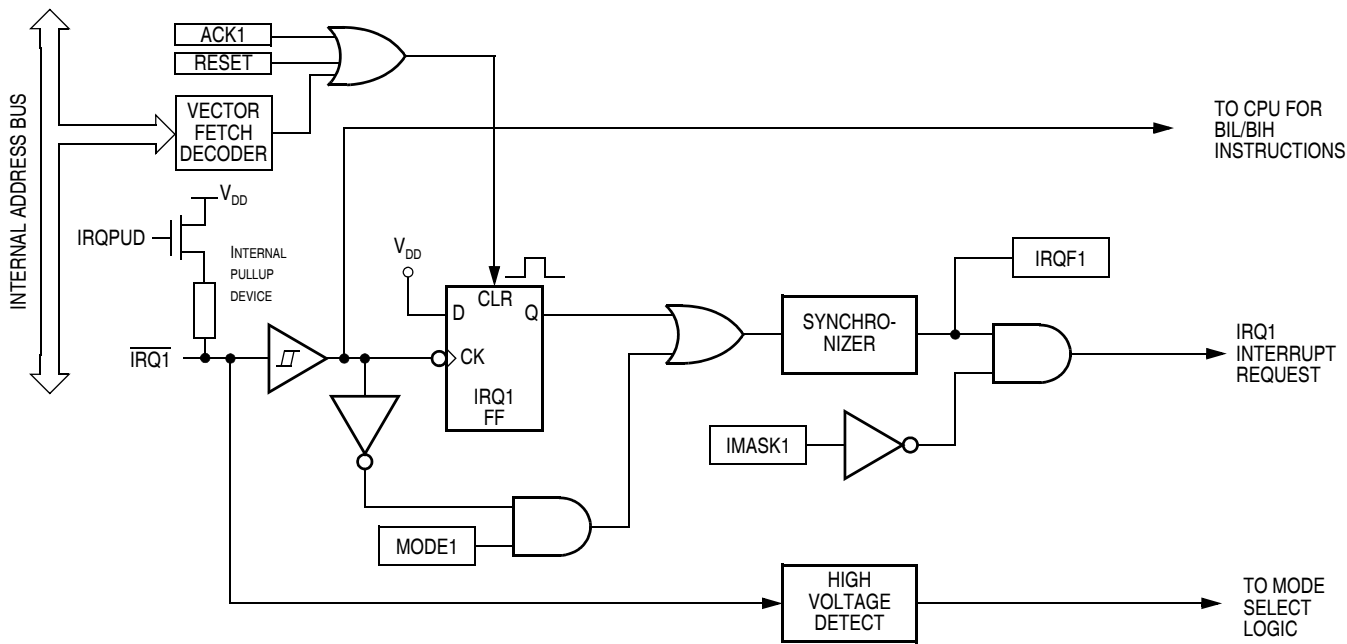 INTERNAL ADDRESS BUS
ACK1
RESET
VECTOR
FETCH
DECODER
TO CPU FOR
BIL/BIH
INSTRUCTIONS
VDD
IRQPUD
INTERNAL
PULLUP
DEVICE
VDD
IRQF1
CLR
D
Q
CK
IRQ1
FF
SYNCHRO-
NIZER
IRQ1
IRQ1
INTERRUPT
REQUEST
IMASK1
MODE1
HIGH
VOLTAGE
DETECT
TO MODE
SELECT
LOGIC